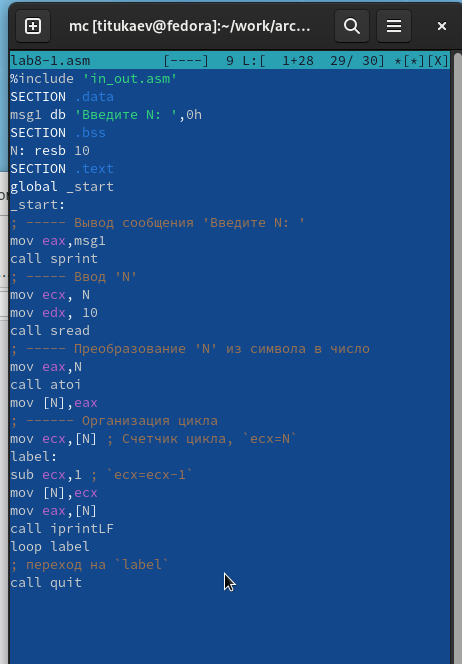 mc [titukaev@fedora]:~/work/arc...
lab8-1.asm [----] 9 L:[ 1+28 29/ 30] *[*][X]
%include 'in_out.asm'
SECTION .data
msg1 db 'Введите N: ',0h
SECTION .bss
N: resb 10
SECTION .text
global _start
_start:
; ----- Вывод сообщения 'Введите N: '
mov eax,msg1
call sprint
; ----- Ввод 'N'
mov ecx, N
mov edx, 10
call sread
; ----- Преобразование 'N' из символа в число
mov eax,N
call atoi
mov [N],eax
; ------ Организация цикла
mov ecx,[N] ; Счетчик цикла, `ecx=N`
label:
sub ecx,1 ; `ecx=ecx-1`
mov [N],ecx
mov eax,[N]
call iprintLF
loop label
; переход на `label`
call quit